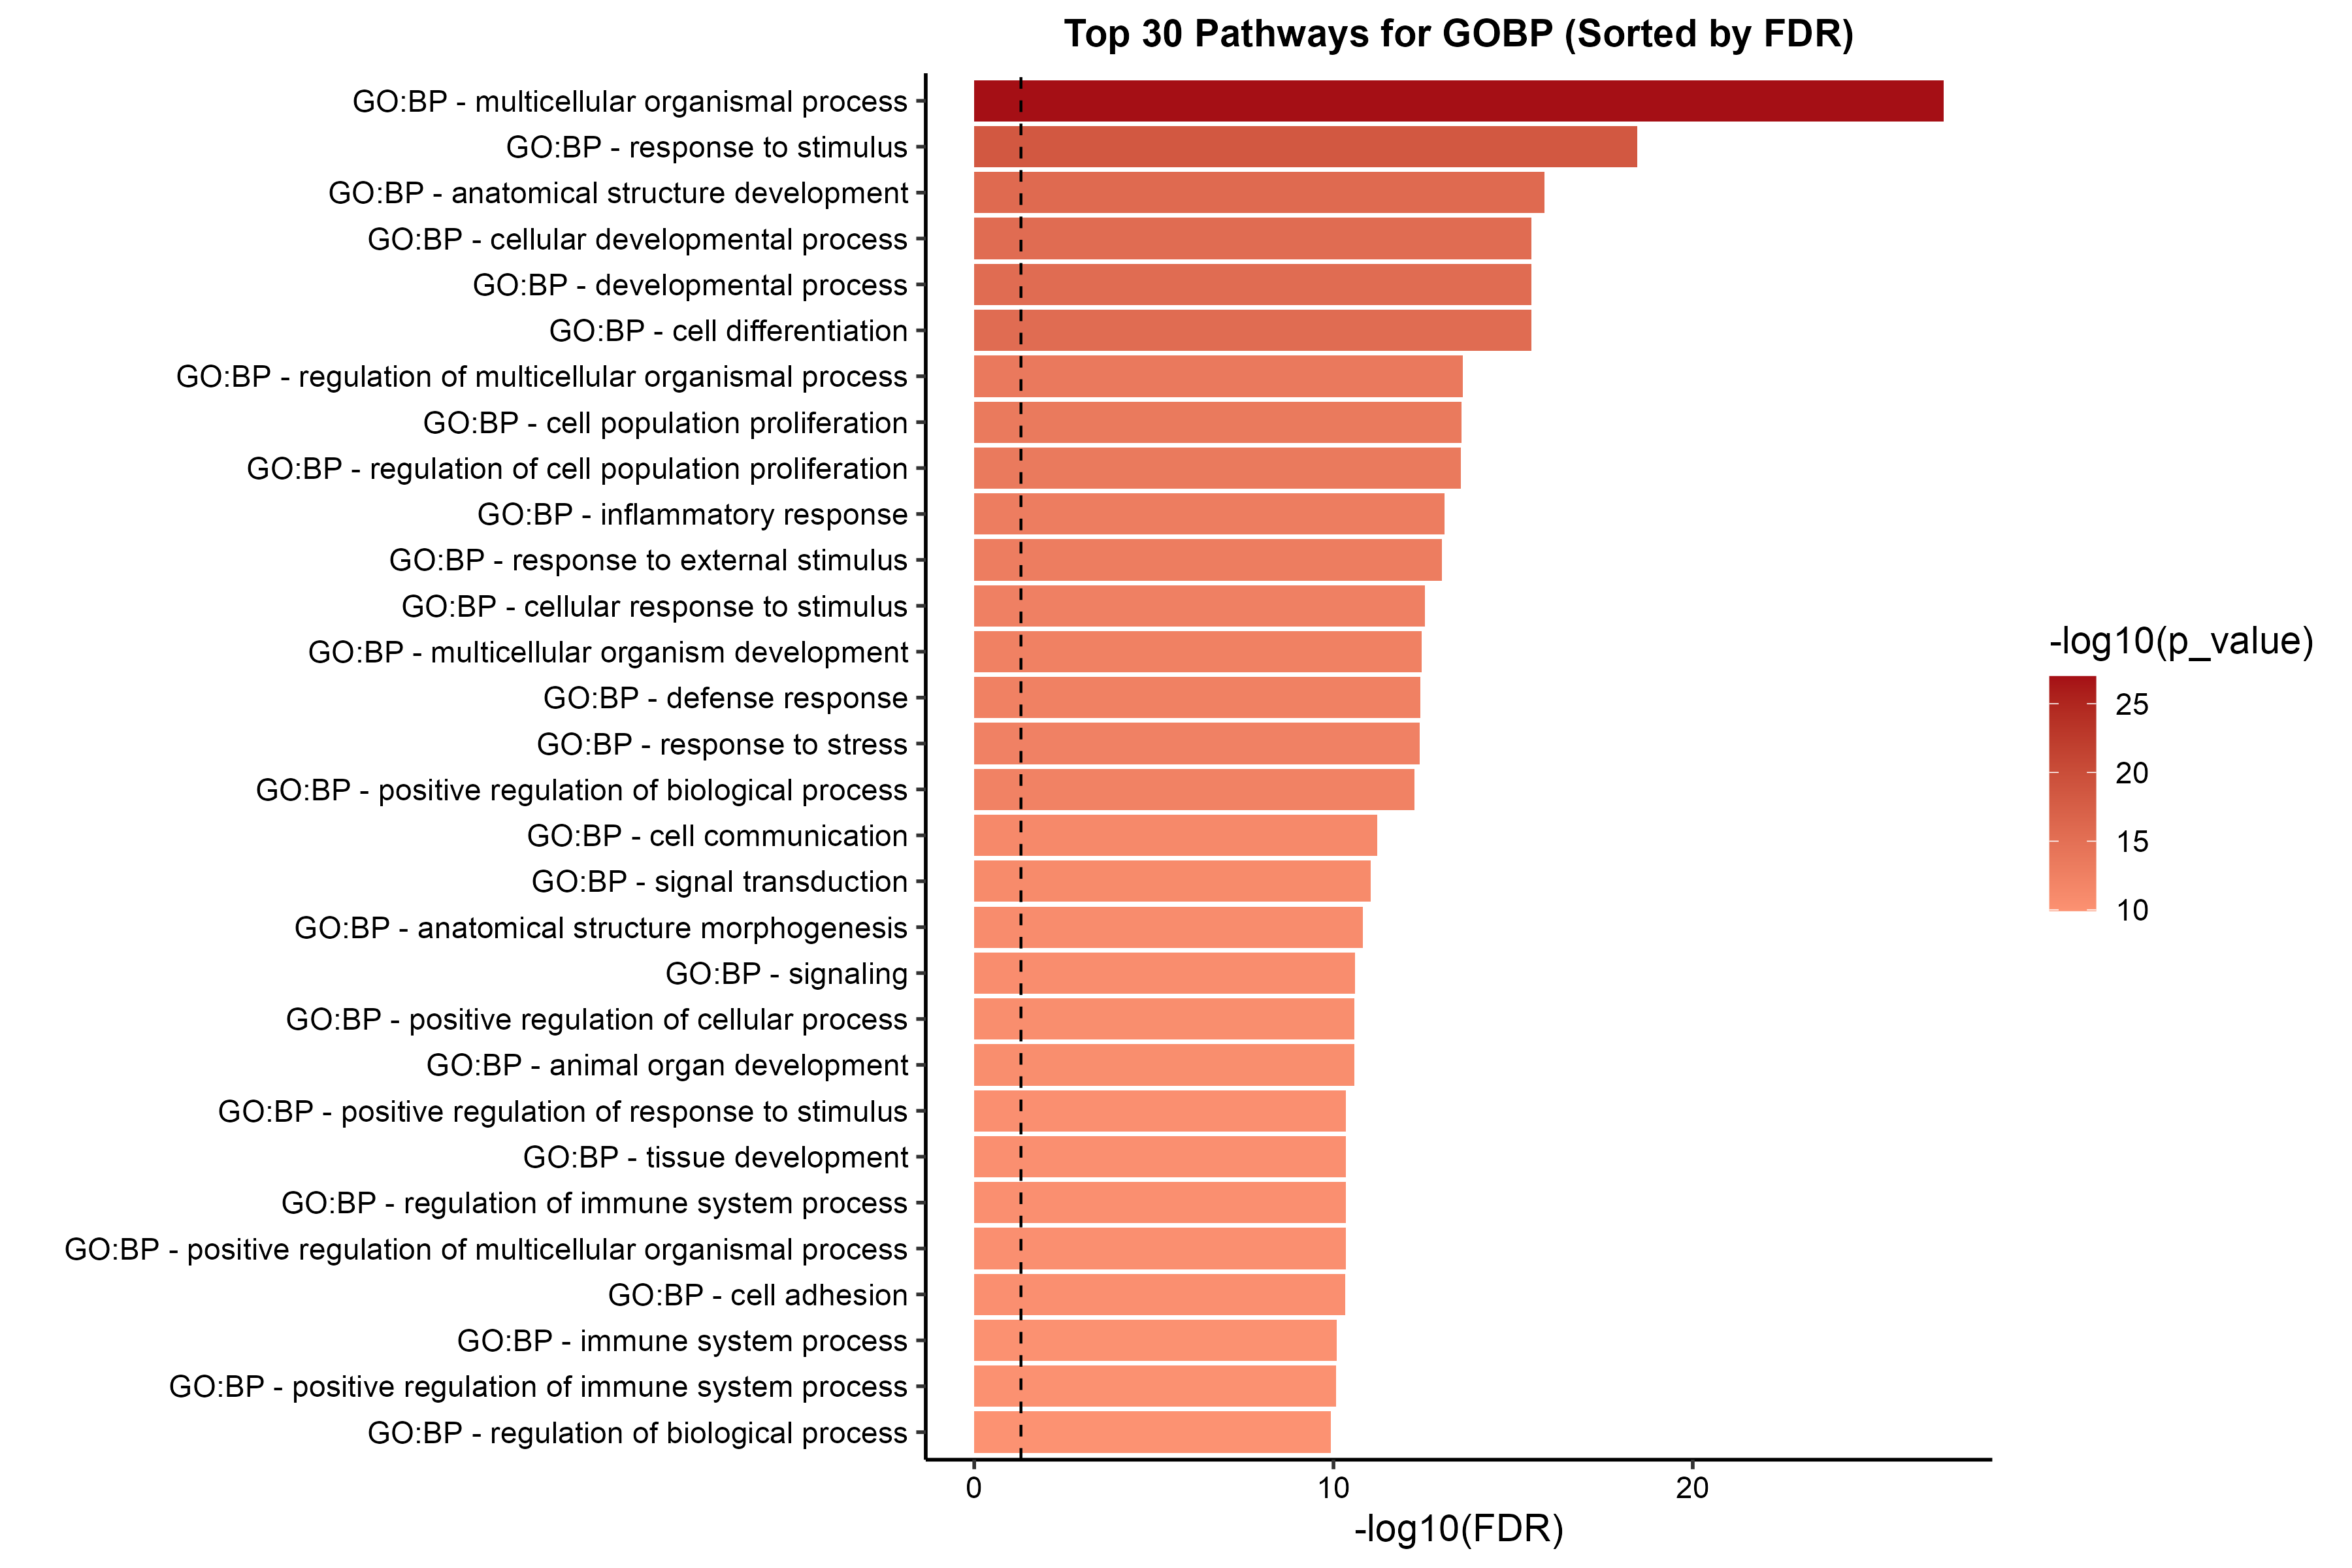 Top 30 Pathways for GOBP (Sorted by FDR)
GO:BP - multicellular organismal process
GO:BP - response to stimulus
GO:BP - anatomical structure development
GO:BP - cellular developmental process
GO:BP - developmental process
GO:BP - cell differentiation
GO:BP - regulation of multicellular organismal process
GO:BP - cell population proliferation
GO:BP - regulation of cell population proliferation
GO:BP - inflammatory response
GO:BP - response to external stimulus
GO:BP - cellular response to stimulus
GO:BP - multicellular organism development
GO:BP - defense response
GO:BP - response to stress
GO:BP - positive regulation of biological process
GO:BP - cell communication
GO:BP - signal transduction
GO:BP - anatomical structure morphogenesis
GO:BP - signaling
GO:BP - positive regulation of cellular process
GO:BP - animal organ development
GO:BP - positive regulation of response to stimulus
GO:BP - tissue development
GO:BP - regulation of immune system process
GO:BP - positive regulation of multicellular organismal process
GO:BP - cell adhesion
GO:BP - immune system process
GO:BP - positive regulation of immune system process
GO:BP - regulation of biological process
0 10 20
-log10(FDR)
-log10(p_value)
25
20
15
10